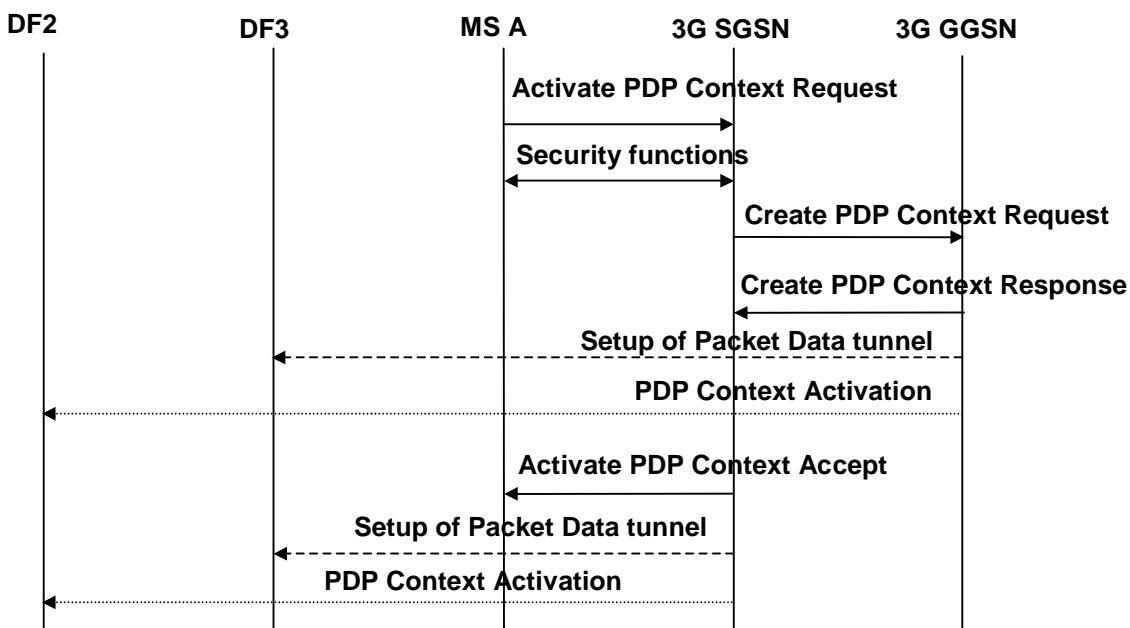 DF2
DF3
MS A
3G SGSN
3G GGSN
Activate PDP Context Request
Security functions
Create PDP Context Request
Create PDP Context Response
Setup of Packet Data tunnel
PDP Context Activation
Activate PDP Context Accept
Setup of Packet Data tunnel
PDP Context Activation